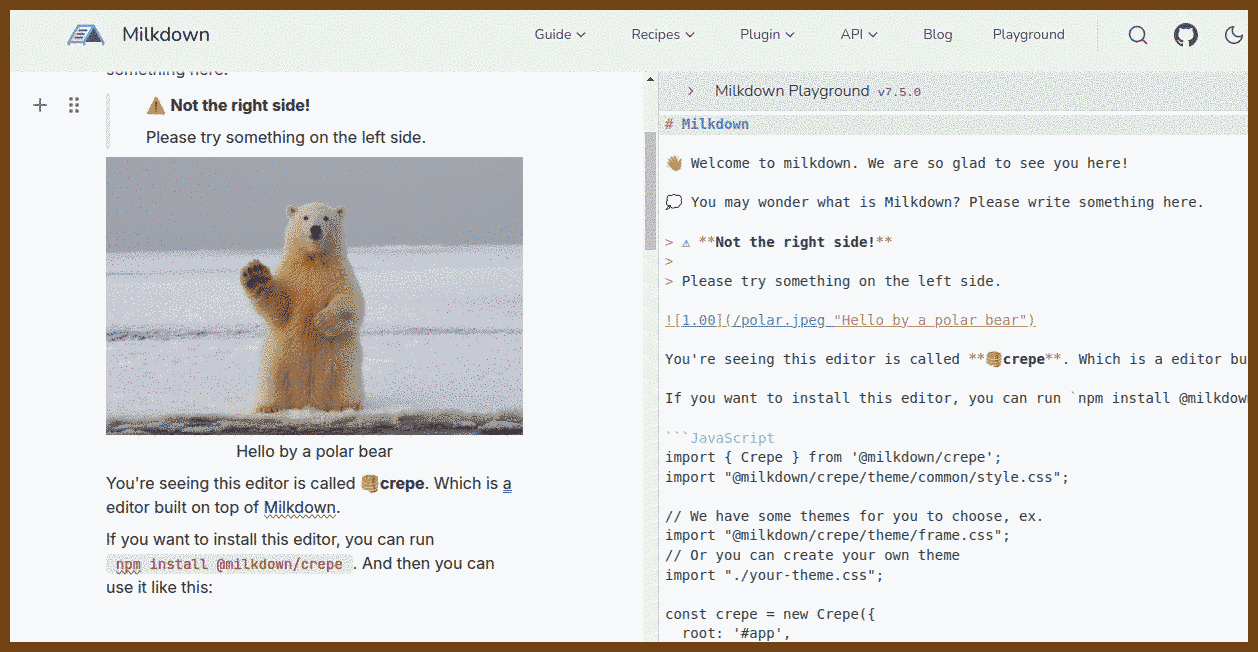 Milkdown
Guide
Recipes
Plugin
API
Blog
Playground
something here.
⚠️ Not the right side!
Please try something on the left side.
Hello by a polar bear
You're seeing this editor is called 🥞crepe. Which is a
editor built on top of Milkdown.
If you want to install this editor, you can run
npm install @milkdown/crepe . And then you can
use it like this:
Milkdown Playground v7.5.0
# Milkdown
👋 Welcome to milkdown. We are so glad to see you here!
💭 You may wonder what is Milkdown? Please write something here.
> ⚠ **Not the right side!**
>
> Please try something on the left side.
![1.00](/polar.jpeg "Hello by a polar bear")
You're seeing this editor is called **🥞crepe**. Which is a editor bu
If you want to install this editor, you can run `npm install @milkdow
```JavaScript
import { Crepe } from '@milkdown/crepe';
import "@milkdown/crepe/theme/common/style.css";
// We have some themes for you to choose, ex.
import "@milkdown/crepe/theme/frame.css";
// Or you can create your own theme
import "./your-theme.css";
const crepe = new Crepe({
root: '#app',